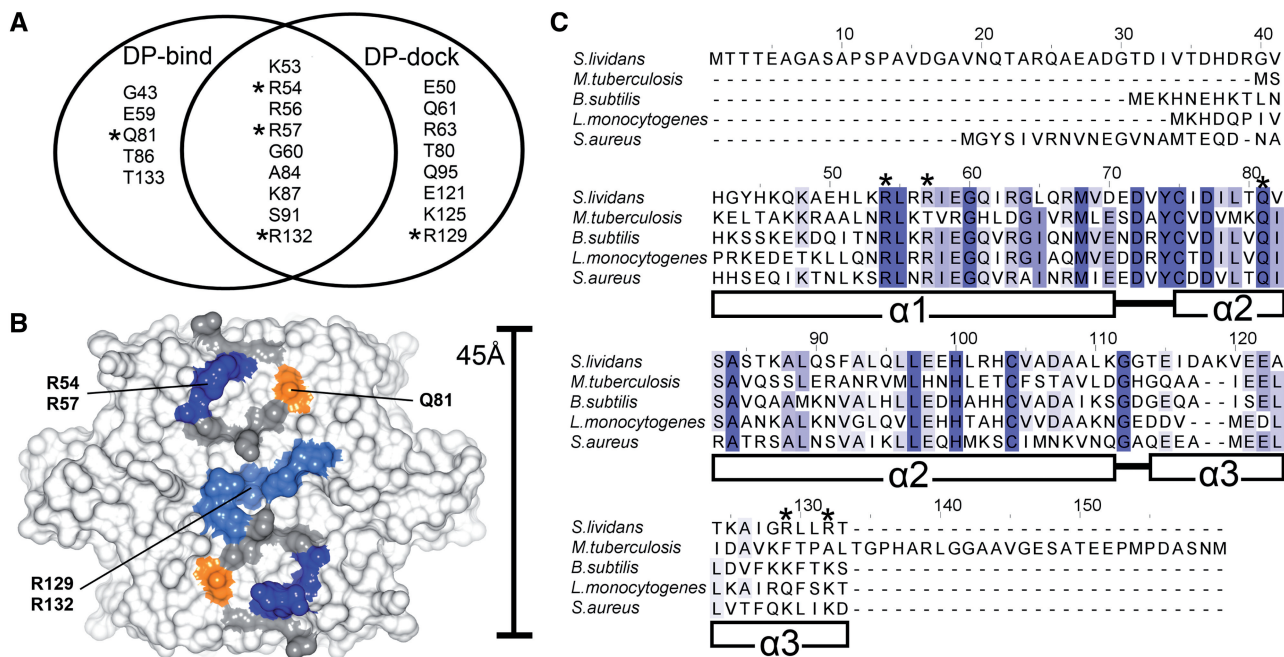 A
DP-bind
DP-dock
G43
E59
*Q81
T86
T133
K53
*R54
R56
*R57
G60
A84
K87
S91
*R132
E50
Q61
R63
T80
Q95
E121
K125
*R129
B
R54
R57
Q81
R129
R132
45Å
C
10 20 30 40
S.lividans MTTTEAGASAPSPAVDGAVNQTARQAEADGTDIVTDHDRGV
M.tuberculosis ---------------------------------------MS
B.subtilis ------------------------------MEKHNEHKTLN
L.monocytogenes ---------------------------------MKHDQPIV
S.aureus ------------------MGYSIVRNVNEGVNAMTEQD-NA
50 60 70 80
* * *
S.lividans HGYHKQKAEHLKRLRRIEGQIRGLQRMVDEDVYCIDILTQV
M.tuberculosis KELTAKKRAALNRLKTVRGHLDGIVRMLESDAYCVDVMKQI
B.subtilis HKSSKEKDQITNRLKRIEGQVRGIQNMVENDRYCVDILVQI
L.monocytogenes PRKEDETKLLQNRLRRIEGQIRGIAQMVEDDRYCTDILVQI
S.aureus HHSEQIKTNLKSRLNRIEGQVRAINRMIEEDVYCDDVLTQI
α1 α2
90 100 110 120
S.lividans SASTKALQSFALQLLEEHLRHCVADAALKGGTEIDAKVEEA
M.tuberculosis SAVQSSLERANRVMLHNHLETCFSTAVLDGHGQAA--IEEL
B.subtilis SAVQAAMKNVALHLLEDHAHHCVADAIKSGDGEQA--ISEL
L.monocytogenes SAANKALKNVGLQVLEHHTAHCVADAAKNGEDDV---MEDL
S.aureus RATRSALNSVAIKLLEQHMKSCIMNKVNQGAQEEA--MEEL
α2 α3
130 140 150
* *
S.lividans TKAIGRLLRT---------------------------
M.tuberculosis IDAVKFTPALTGPHARLGGAAVGESATEEPMPDASNM
B.subtilis LDVFKKFTKS---------------------------
L.monocytogenes LKAIRQFSKT---------------------------
S.aureus LVTFQKLIKD---------------------------
α3